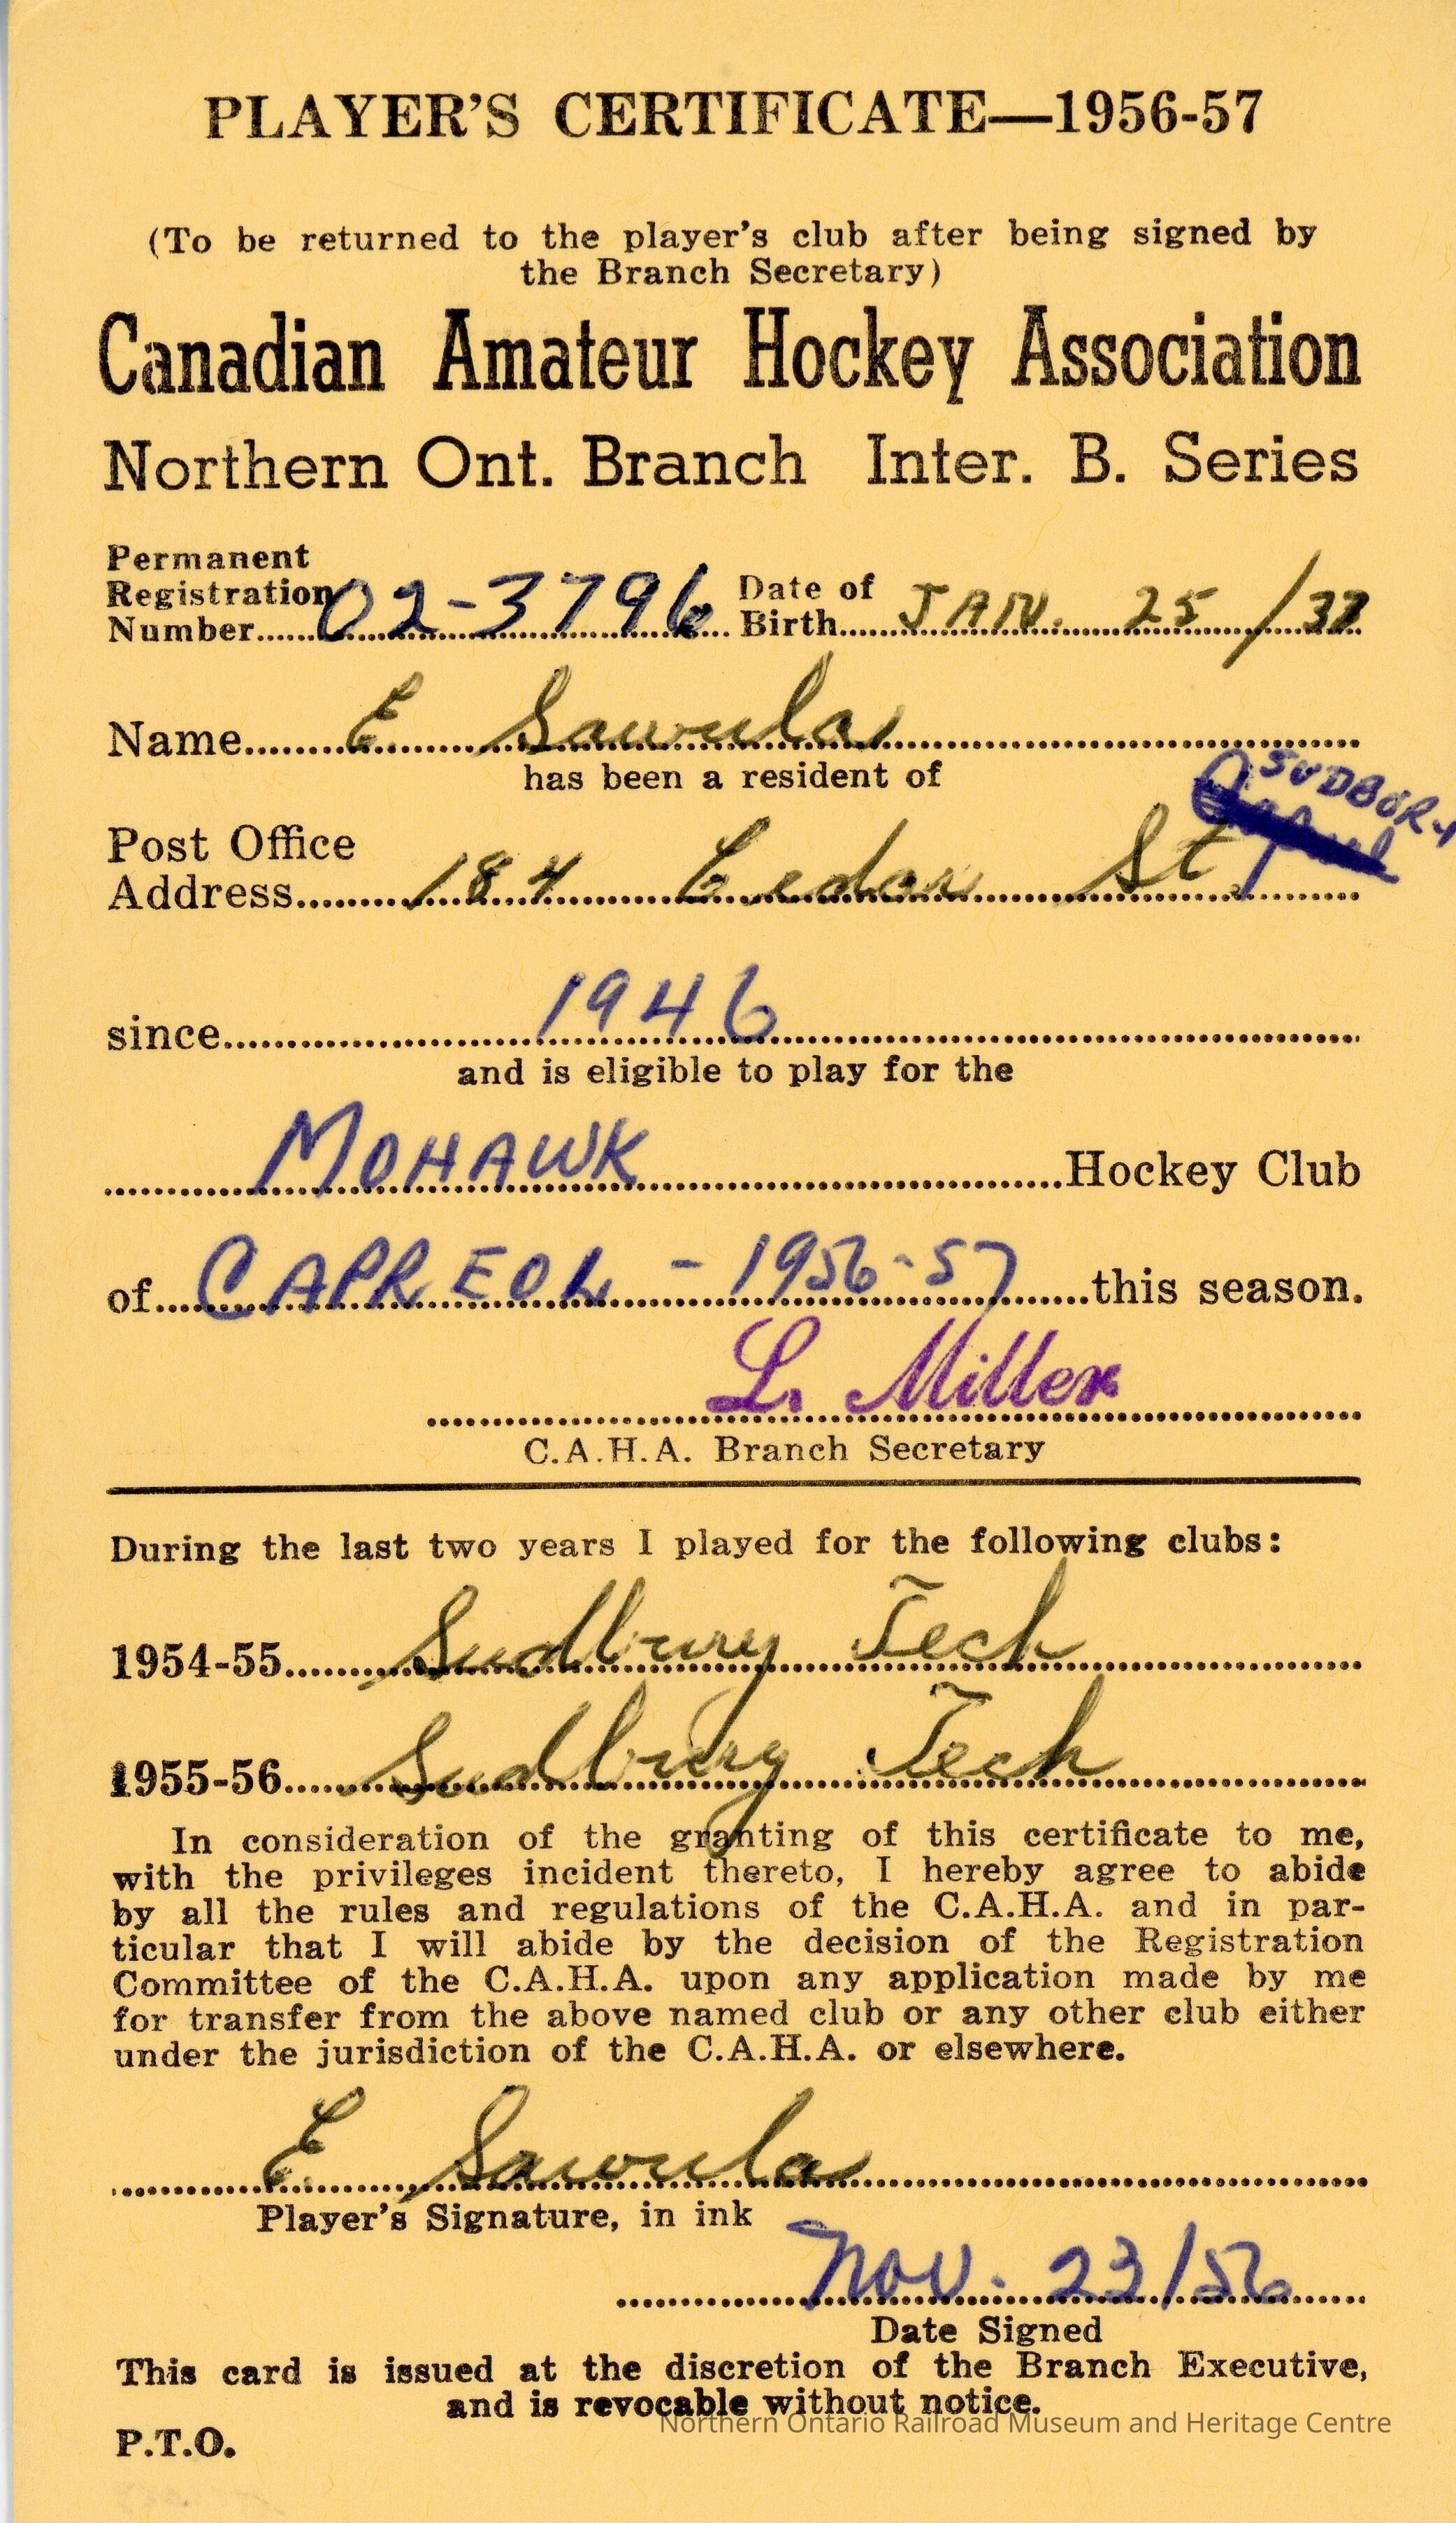 PLAYER'S CERTIFICATE—1956-57
(To be returned to the player's club after being signed by
the Branch Secretary)
Canadian Amateur Hockey Association
Northern Ont. Branch Inter. B. Series
Permanent
Registration
Number......02-3796... Date of
Birth......JAN. 25 /
Name........E Sawula
has been a resident of
SUDBURY
Post Office
Address.........184 Cedar St,
since..........1946
and is eligible to play for the
MOHAWK..........Hockey Club
of....CAPREOL - 1956-57......this season.
L. Miller
C.A.H.A. Branch Secretary
During the last two years I played for the following clubs:
1954-55.......Sudbury Tech
1955-56.......Sudbury Tech
In consideration of the granting of this certificate to me,
with the privileges incident thereto, I hereby agree to abide
by all the rules and regulations of the C.A.H.A. and in par-
ticular that I will abide by the decision of the Registration
Committee of the C.A.H.A. upon any application made by me
for transfer from the above named club or any other club either
under the jurisdiction of the C.A.H.A. or elsewhere.
E. Sawula
Player's Signature, in ink
Nov. 23/56
Date Signed
This card is issued at the discretion of the Branch Executive,
and is revocable without notice.
Northern Ontario Railroad Museum and Heritage Centre
P.T.O.